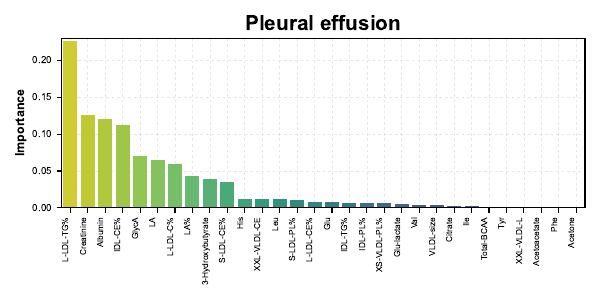 Pleural effusion
Importance
0.20
0.15
0.10
0.05
0.00
L-LDL-TG%
Creatinine
Albumin
IDL-CE%
GlycA
LA
L-LDL-C%
LA%
3-Hydroxybutyrate
S-LDL-CE%
His
XXL-VLDL-CE
Leu
S-LDL-PL%
L-LDL-CE%
Glu
IDL-TG%
IDL-PL%
XS-VLDL-PL%
Glu-lactate
Val
VLDL-size
Citrate
Ile
Total-BCAA
Tyr
XXL-VLDL-L
Acetoacetate
Phe
Acetone